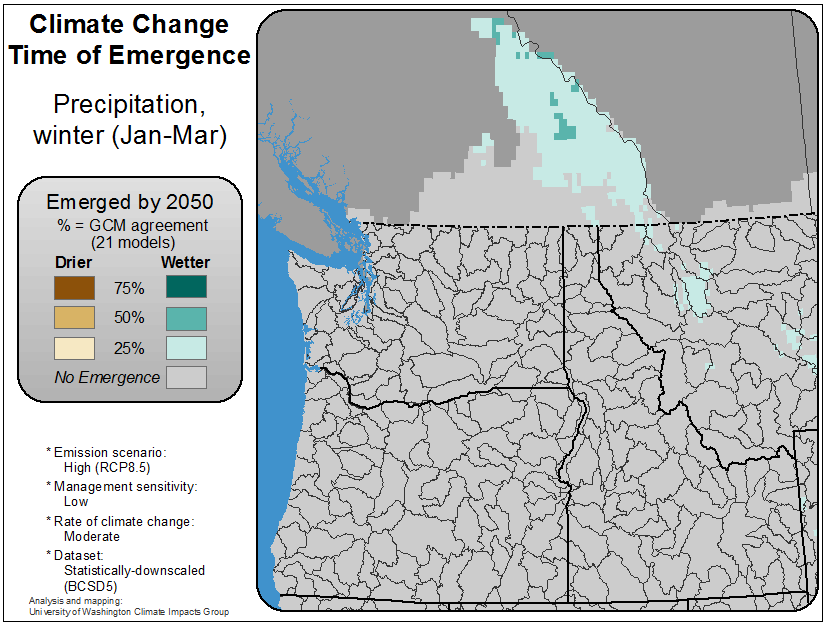 Climate Change
Time of Emergence
Precipitation,
winter (Jan-Mar)
Emerged by 2050
% = GCM agreement
(21 models)
Drier Wetter
75%
50%
25%
No Emergence
* Emission scenario:
High (RCP8.5)
* Management sensitivity:
Low
* Rate of climate change:
Moderate
* Dataset:
Statistically-downscaled
(BCSD5)
Analysis and mapping:
University of Washington Climate Impacts Group